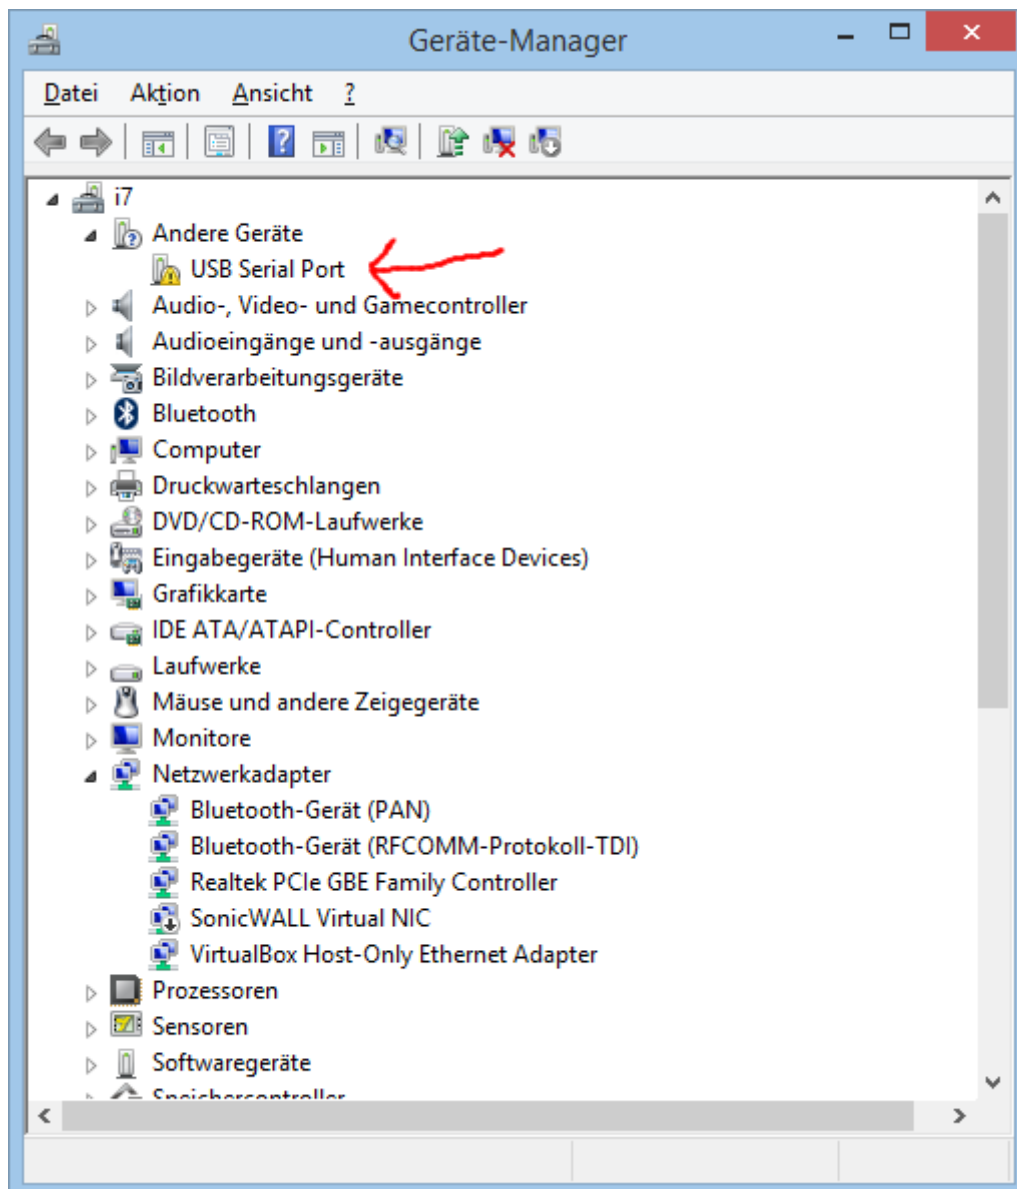 Geräte-Manager
Datei Aktion Ansicht ?
i7
Andere Geräte
USB Serial Port
Audio-, Video- und Gamecontroller
Audioeingänge und -ausgänge
Bildverarbeitungsgeräte
Bluetooth
Computer
Druckwarteschlangen
DVD/CD-ROM-Laufwerke
Eingabegeräte (Human Interface Devices)
Grafikkarte
IDE ATA/ATAPI-Controller
Laufwerke
Mäuse und andere Zeigegeräte
Monitore
Netzwerkadapter
Bluetooth-Gerät (PAN)
Bluetooth-Gerät (RFCOMM-Protokoll-TDI)
Realtek PCIe GBE Family Controller
SonicWALL Virtual NIC
VirtualBox Host-Only Ethernet Adapter
Prozessoren
Sensoren
Softwaregeräte
Speichercontroller